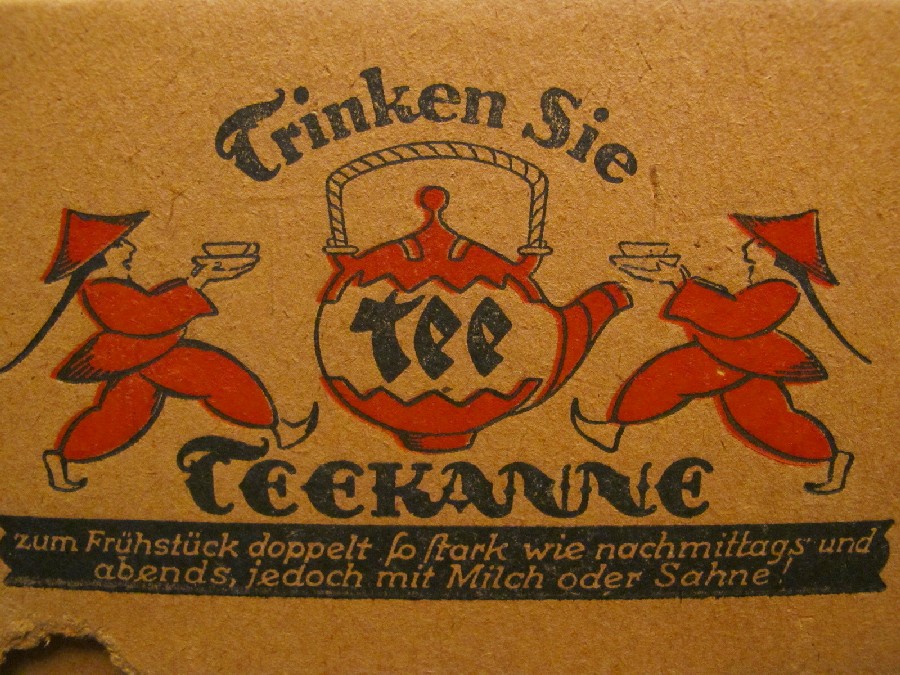 Trinken Sie
tee
TEEKANNE
zum Frühstück doppelt ſo ſtark wie nachmittags und
abends, jedoch mit Milch oder Sahne!